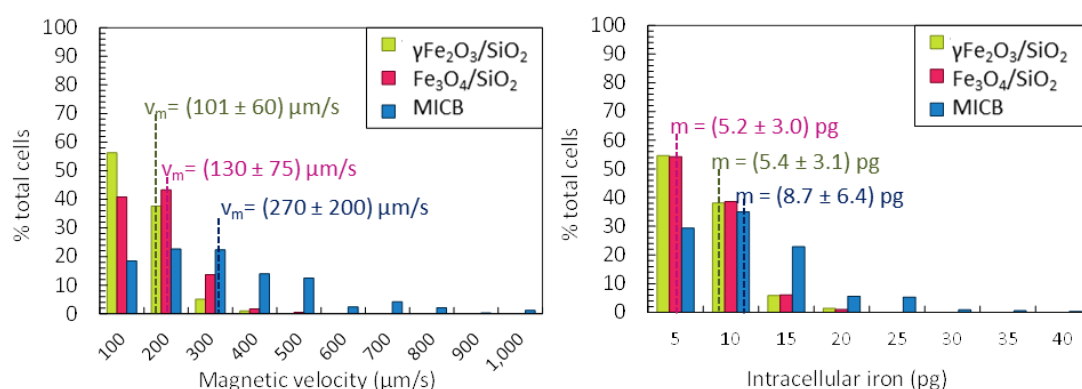 100
90
80
70
60
50
40
30
20
10
0
% total cells
γFe₂O₃/SiO₂
Fe₃O₄/SiO₂
MICB
vₘ= (101 ± 60) μm/s
vₘ= (130 ± 75) μm/s
vₘ= (270 ± 200) μm/s
100 200 300 400 500 600 700 800 900 1,000
Magnetic velocity (μm/s)
100
90
80
70
60
50
40
30
20
10
0
% total cells
γFe₂O₃/SiO₂
Fe₃O₄/SiO₂
MICB
m = (5.2 ± 3.0) pg
m = (5.4 ± 3.1) pg
m = (8.7 ± 6.4) pg
5 10 15 20 25 30 35 40
Intracellular iron (pg)